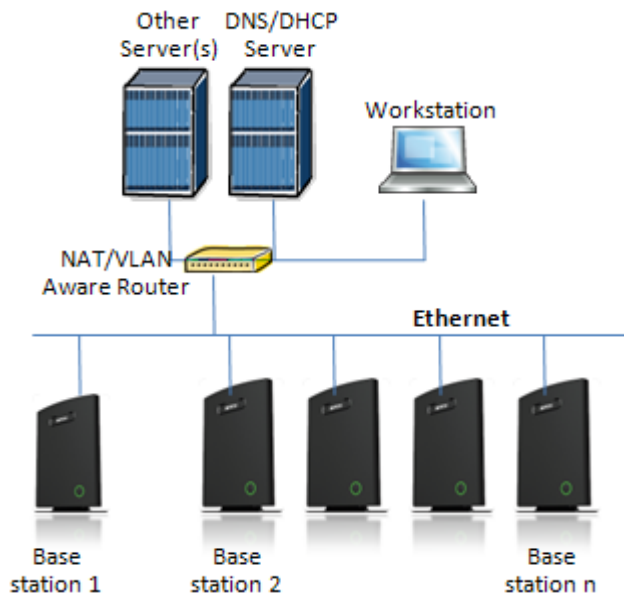 Other
Server(s)
DNS/DHCP
Server
Workstation
NAT/VLAN
Aware Router
Ethernet
Base
station 1
Base
station 2
Base
station n